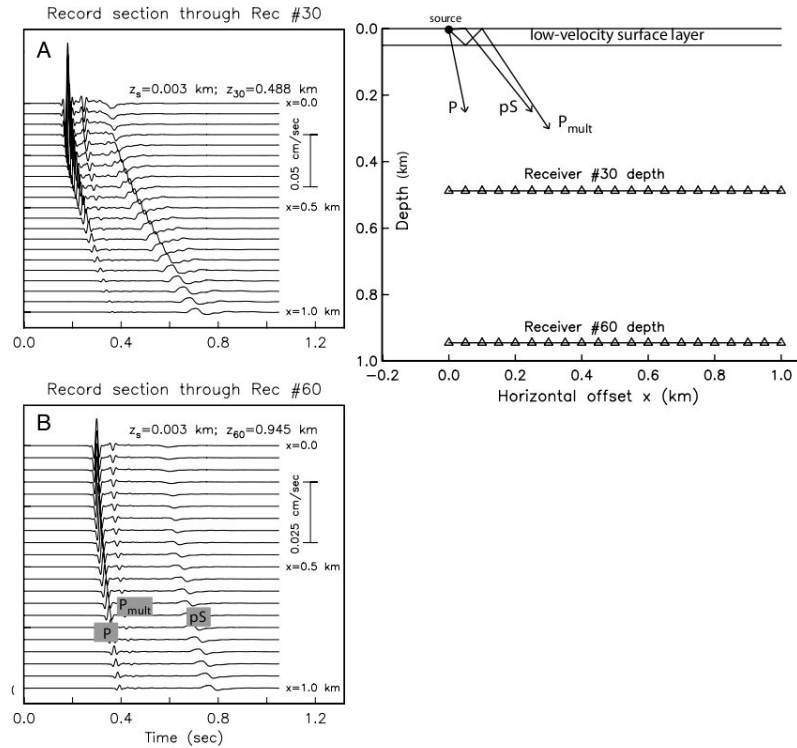 Record section through Rec #30
A
z_s=0.003 km; z_30=0.488 km
x=0.0
0.05 cm/sec
x=0.5 km
x=1.0 km
0.0 0.4 0.8 1.2
Record section through Rec #60
B
z_s=0.003 km; z_60=0.945 km
x=0.0
0.025 cm/sec
x=0.5 km
P_mult
pS
P
x=1.0 km
(
0.0 0.4 0.8 1.2
Time (sec)
source
0.0
low-velocity surface layer
P
pS
P_mult
0.2
0.4
Receiver #30 depth
Depth (km)
0.6
0.8
Receiver #60 depth
1.0
−0.2 0.0 0.2 0.4 0.6 0.8 1.0
Horizontal offset x (km)